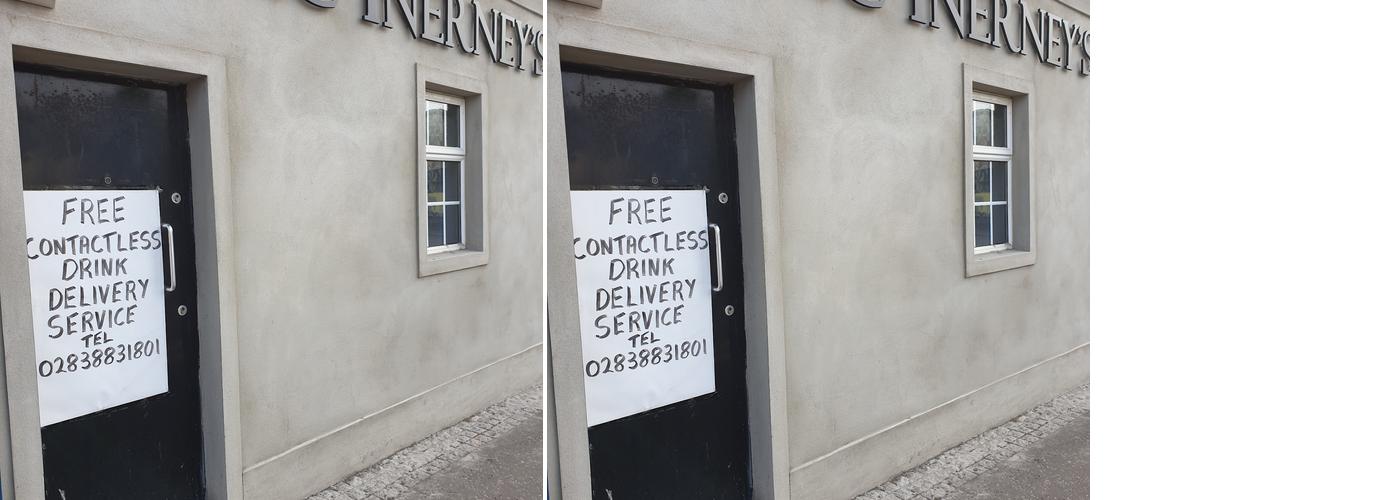 INERNEY'S
FREE
CONTACTLESS
DRINK
DELIVERY
SERVICE
TEL
02838831801
INERNEY'S
FREE
CONTACTLESS
DRINK
DELIVERY
SERVICE
TEL
02838831801